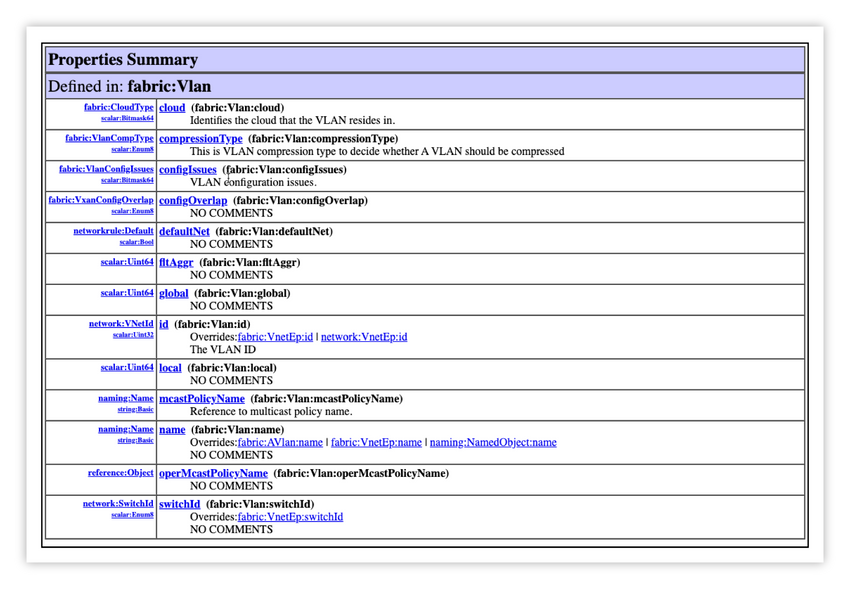 Properties Summary
Defined in: fabric:Vlan
fabric:CloudType cloud (fabric:Vlan:cloud)
scalar:Bitmask64
Identifies the cloud that the VLAN resides in.
fabric:VlanCompType compressionType (fabric:Vlan:compressionType)
scalar:Enum8
This is VLAN compression type to decide whether A VLAN should be compressed
fabric:VlanConfigIssues configIssues (fabric:Vlan:configIssues)
scalar:Bitmask64
VLAN configuration issues.
fabric:VxanConfigOverlap configOverlap (fabric:Vlan:configOverlap)
scalar:Enum8
NO COMMENTS
networkrule:Default defaultNet (fabric:Vlan:defaultNet)
scalar:Bool
NO COMMENTS
scalar:Uint64 fltAggr (fabric:Vlan:fltAggr)
NO COMMENTS
scalar:Uint64 global (fabric:Vlan:global)
NO COMMENTS
network:VNetId id (fabric:Vlan:id)
scalar:Uint32
Overrides:fabric:VnetEp:id | network:VnetEp:id
The VLAN ID
scalar:Uint64 local (fabric:Vlan:local)
NO COMMENTS
naming:Name mcastPolicyName (fabric:Vlan:mcastPolicyName)
string:Basic
Reference to multicast policy name.
naming:Name name (fabric:Vlan:name)
string:Basic
Overrides:fabric:AVlan:name | fabric:VnetEp:name | naming:NamedObject:name
NO COMMENTS
reference:Object operMcastPolicyName (fabric:Vlan:operMcastPolicyName)
NO COMMENTS
network:SwitchId switchId (fabric:Vlan:switchId)
scalar:Enum8
Overrides:fabric:VnetEp:switchId
NO COMMENTS